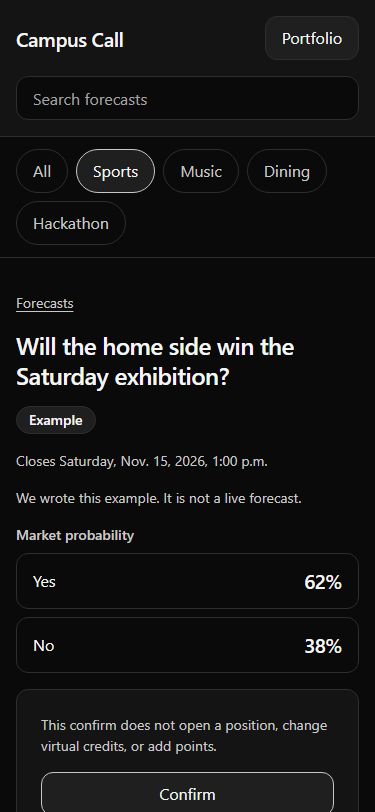 Campus Call
Portfolio
Search forecasts
All
Sports
Music
Dining
Hackathon
Forecasts
Will the home side win the
Saturday exhibition?
Example
Closes Saturday, Nov. 15, 2026, 1:00 p.m.
We wrote this example. It is not a live forecast.
Market probability
Yes
62%
No
38%
This confirm does not open a position, change
virtual credits, or add points.
Confirm